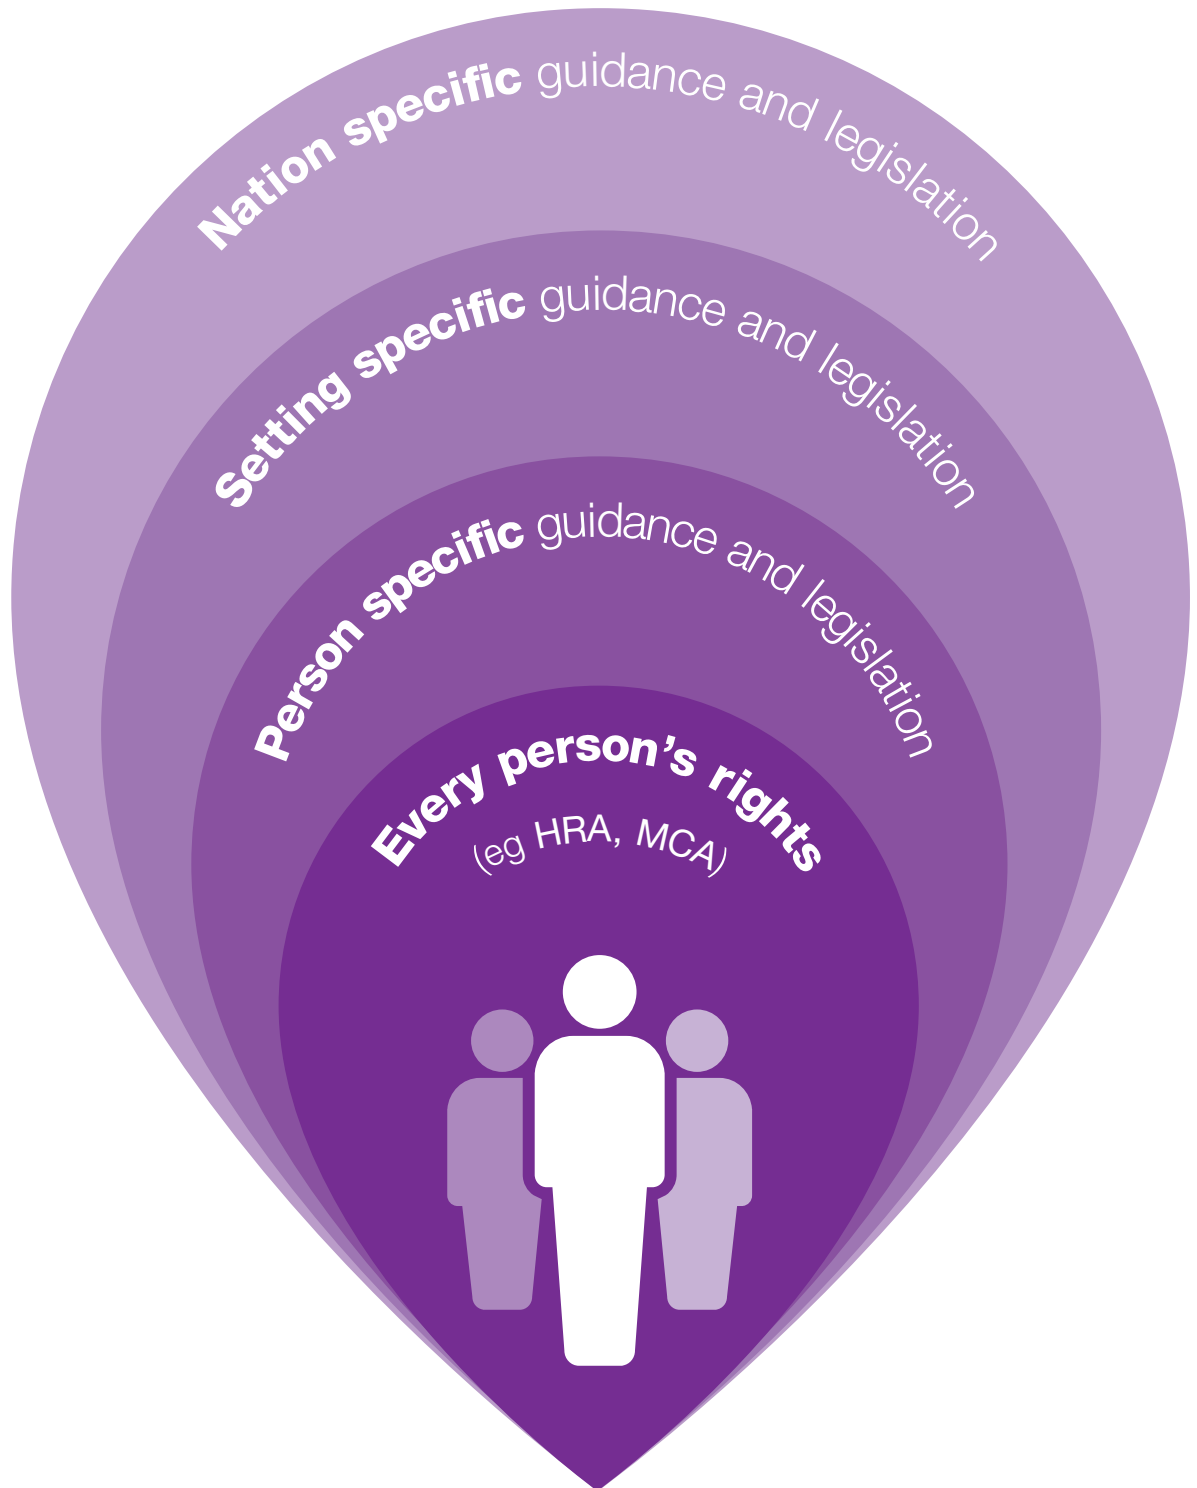 Nation specific guidance and legislation
Setting specific guidance and legislation
Person specific guidance and legislation
Every person’s rights
(eg HRA, MCA)